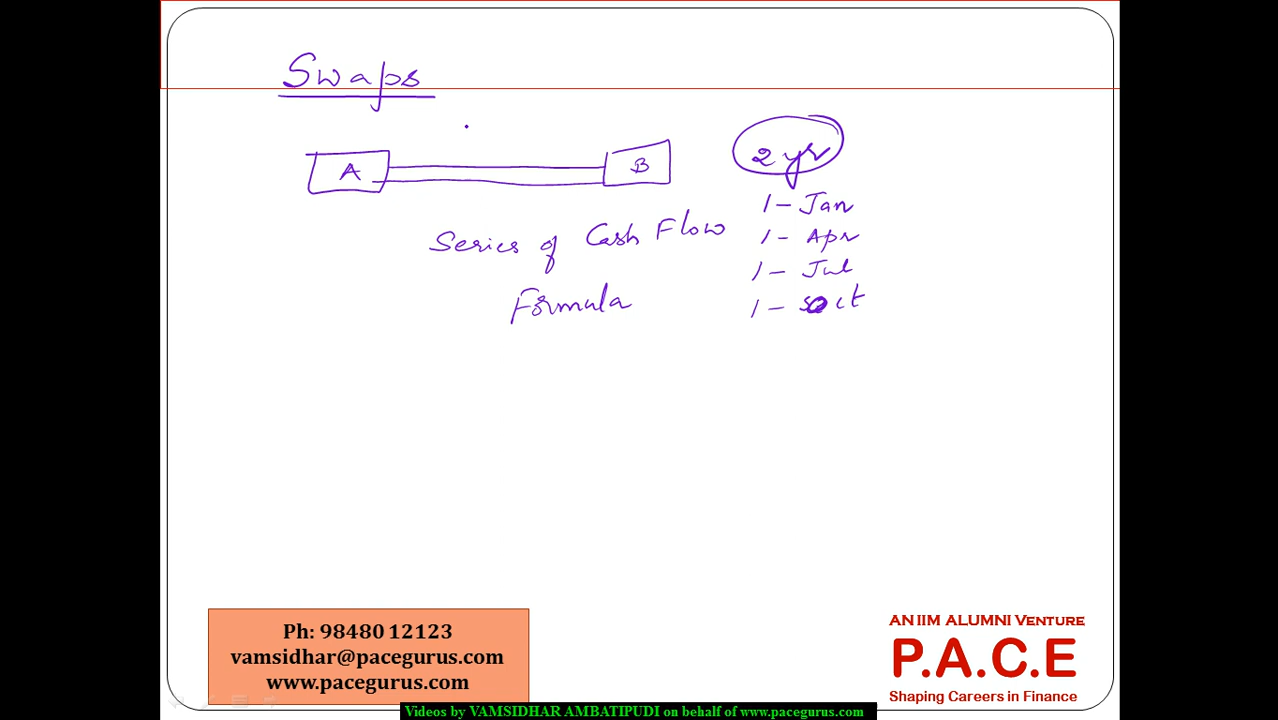 Swaps
A
B
2 yr
1 - Jan
Series of Cash Flow
1 - Apr
1 - Jul
Formula
1 - Oct
Ph: 98480 12123
vamsidhar@pacegurus.com
www.pacegurus.com
AN IIM ALUMNI VENTURE
P.A.C.E
Shaping Careers in Finance
Videos by VAMSIDHAR AMBATIPUDI on behalf of www.pacegurus.com